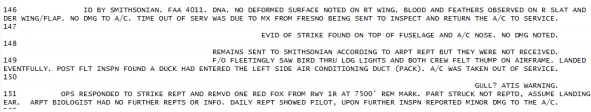 146 ID BY SMITHSONIAN. FAA 4011. DNA. NO DEFORMED SURFACE NOTED ON RT WING. BLOOD AND FEATHERS OBSERVED ON R SLAT AND
DER WING/FLAP. NO DMG TO A/C. TIME OUT OF SERV WAS DUE TO MX FROM FRESNO BEING SENT TO INSPECT AND RETURN THE A/C TO SERVICE.
147
EVID OF STRIKE FOUND ON TOP OF FUSELAGE AND A/C NOSE. NO DMG NOTED.
148
REMAINS SENT TO SMITHSONIAN ACCORDING TO ARPT REPT BUT THEY WERE NOT RECEIVED.
149 F/O FLEETINGLY SAW BIRD THRU LDG LIGHTS AND BOTH CREW FELT THUMP ON AIRFRAME. LANDED
EVENTFULLY. POST FLT INSPN FOUND A DUCK HAD ENTERED THE LEFT SIDE AIR CONDITIONING DUCT (PACK). A/C WAS TAKEN OUT OF SERVICE.
150
GULL? ATIS WARNING.
151 OPS RESPONDED TO STRIKE REPT AND REMVD ONE RED FOX FROM RWY 1R AT 7500` REM MARK. PART STRUCK NOT REPTD, ASSUME LANDING
EAR. ARPT BIOLOGIST HAD NO FURTHER REPTS OR INFO. DAILY REPT SHOWED PILOT, UPON FURTHER INSPN REPORTED MINOR DMG TO THE A/C.